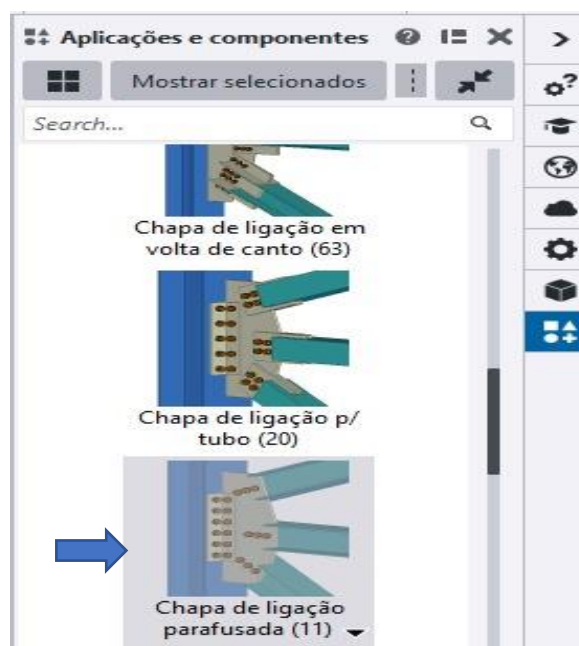 Aplicações e componentes
Mostrar selecionados
Search...
Chapa de ligação em
volta de canto (63)
Chapa de ligação p/
tubo (20)
Chapa de ligação
parafusada (11)